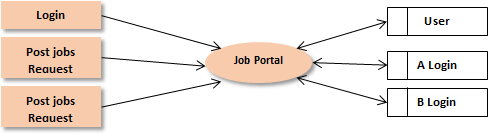 Login
Post jobs
Request
Post jobs
Request
Job Portal
User
A Login
B Login